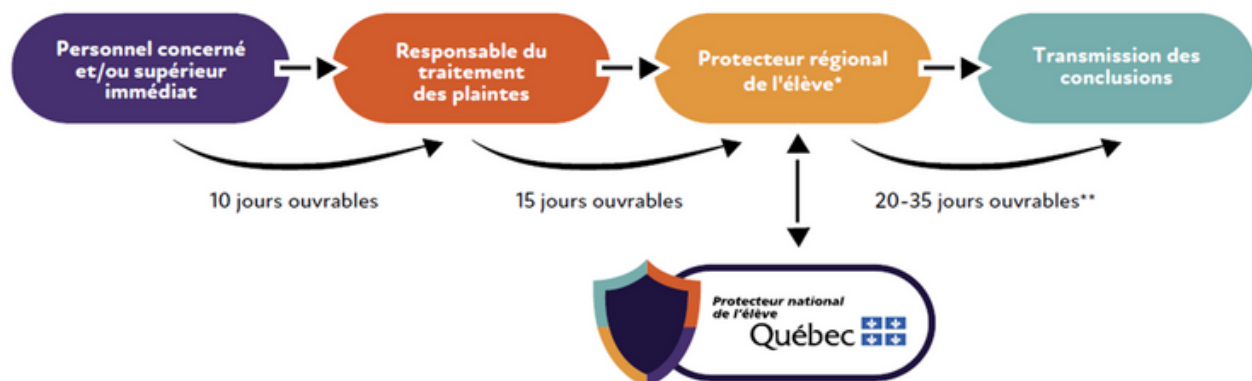 Personnel concerné
et/ou supérieur
immédiat
Responsable du
traitement
des plaintes
Protecteur régional
de l'élève*
Transmission des
conclusions
10 jours ouvrables
15 jours ouvrables
20-35 jours ouvrables**
Protecteur national
de l'élève
Québec